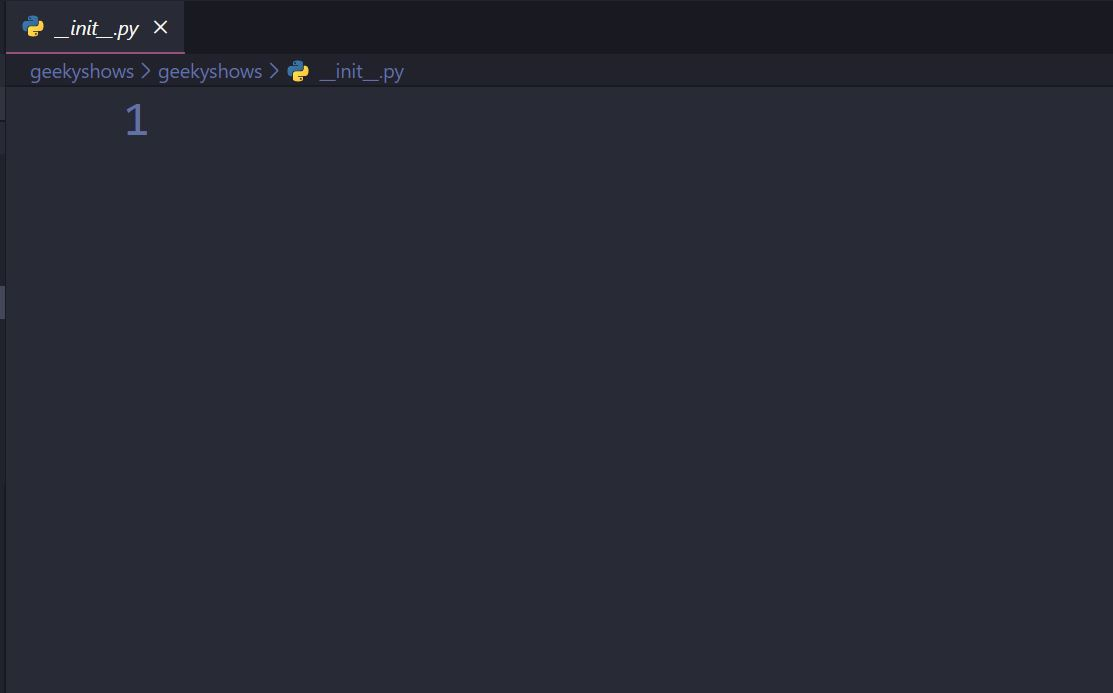 __init__.py
geekyshows > geekyshows > __init__.py
1